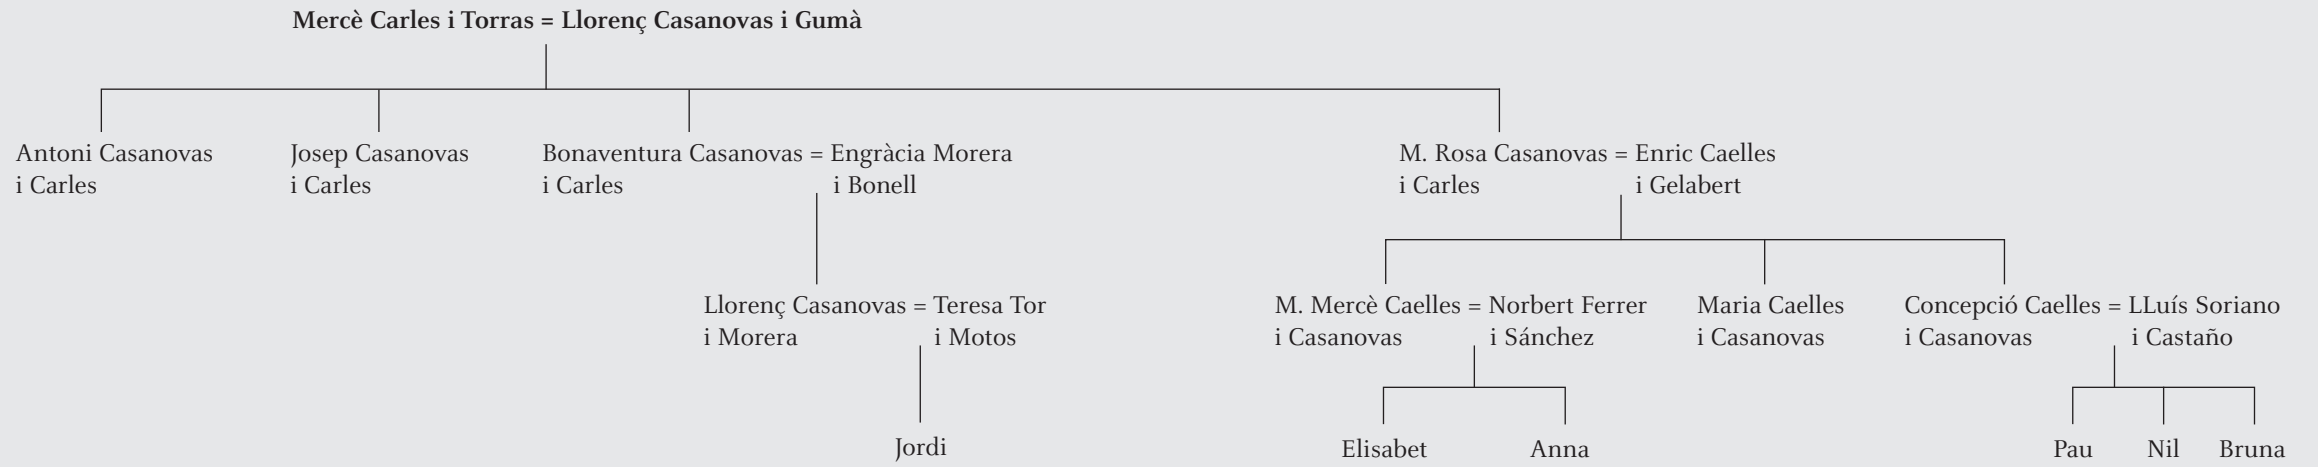 Mercè Carles i Torras = Llorenç Casanovas i Gumà
Antoni Casanovas
i Carles
Josep Casanovas
i Carles
Bonaventura Casanovas = Engràcia Morera
i Carles i Bonell
M. Rosa Casanovas = Enric Caelles
i Carles i Gelabert
Llorenç Casanovas = Teresa Tor
i Morera i Motos
M. Mercè Caelles = Norbert Ferrer
i Casanovas i Sánchez
Maria Caelles
i Casanovas
Concepció Caelles = LLuís Soriano
i Casanovas i Castaño
Jordi
Elisabet
Anna
Pau
Nil
Bruna